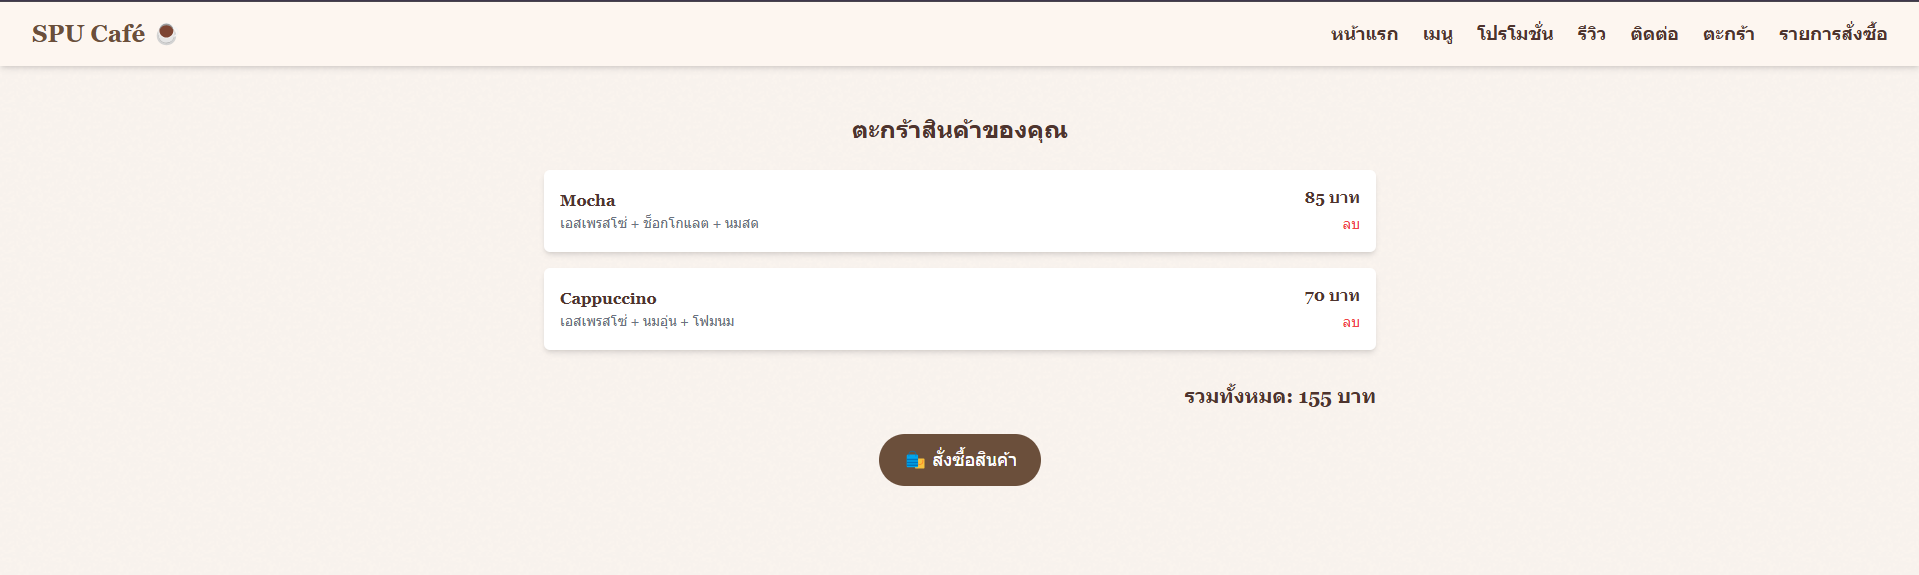 SPU Café ☕
หน้าแรก เมนู โปรโมชั่น รีวิว ติดต่อ ตะกร้า รายการสั่งซื้อ
ตะกร้าสินค้าของคุณ
Mocha
เอสเพรสโซ่ + ช็อกโกแลต + นมสด
85 บาท
ลบ
Cappuccino
เอสเพรสโซ่ + นมอุ่น + โฟมนม
70 บาท
ลบ
รวมทั้งหมด: 155 บาท
สั่งซื้อสินค้า